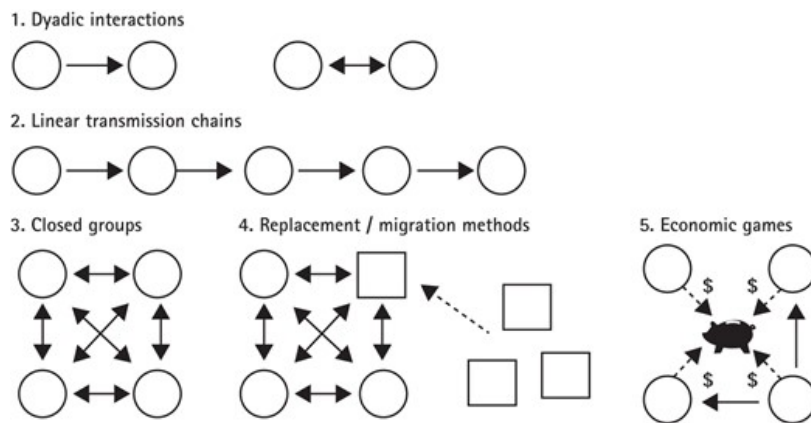 1. Dyadic interactions
2. Linear transmission chains
3. Closed groups
4. Replacement / migration methods
5. Economic games
$ $
$ $